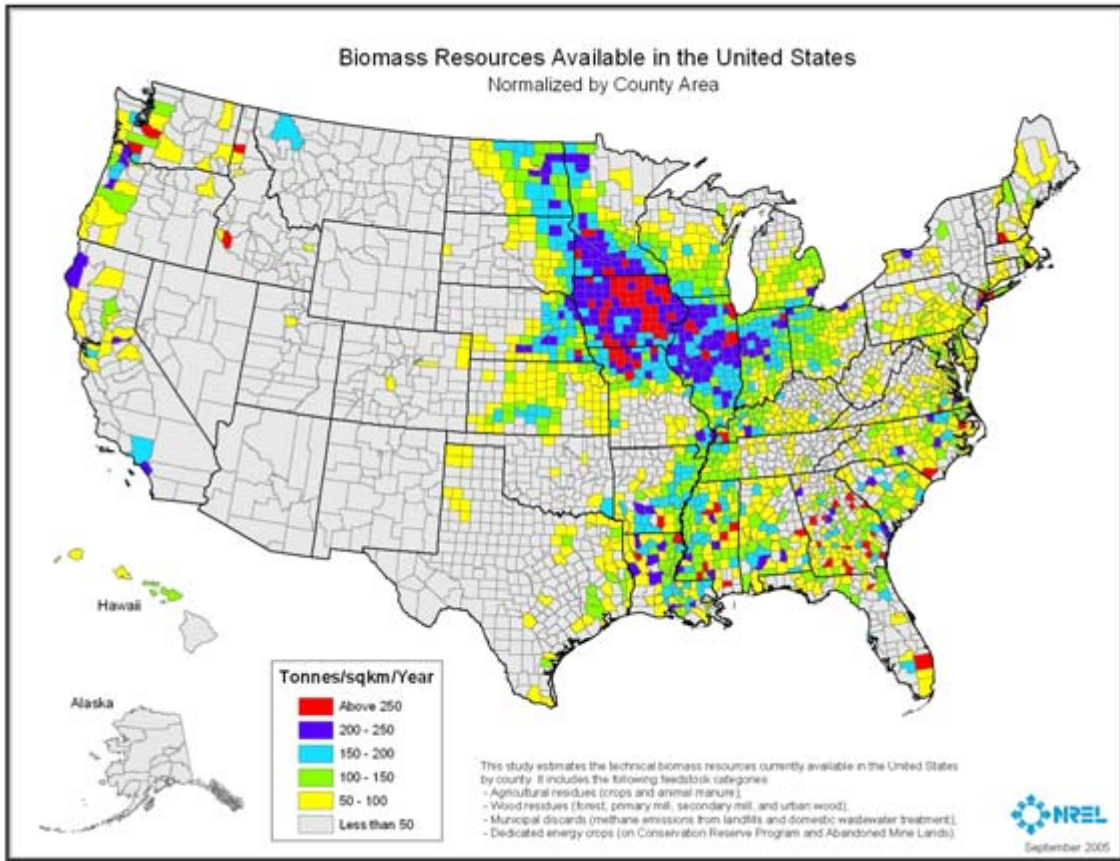 Biomass Resources Available in the United States
Normalized by County Area
Hawaii
Alaska
Tonnes/sqkm/Year
Above 250
200 - 250
150 - 200
100 - 150
50 - 100
Less than 50
This study estimates the technical biomass resources currently available in the United States
by county. It includes the following feedstock categories
- Agricultural residues (crops and animal manure);
- Wood residues (forest, primary mill, secondary mill, and urban wood);
- Municipal discards (methane emissions from landfills and domestic wastewater treatment);
- Dedicated energy crops (on Conservation Reserve Program and Abandoned Mine Lands).
NREL
September 2005